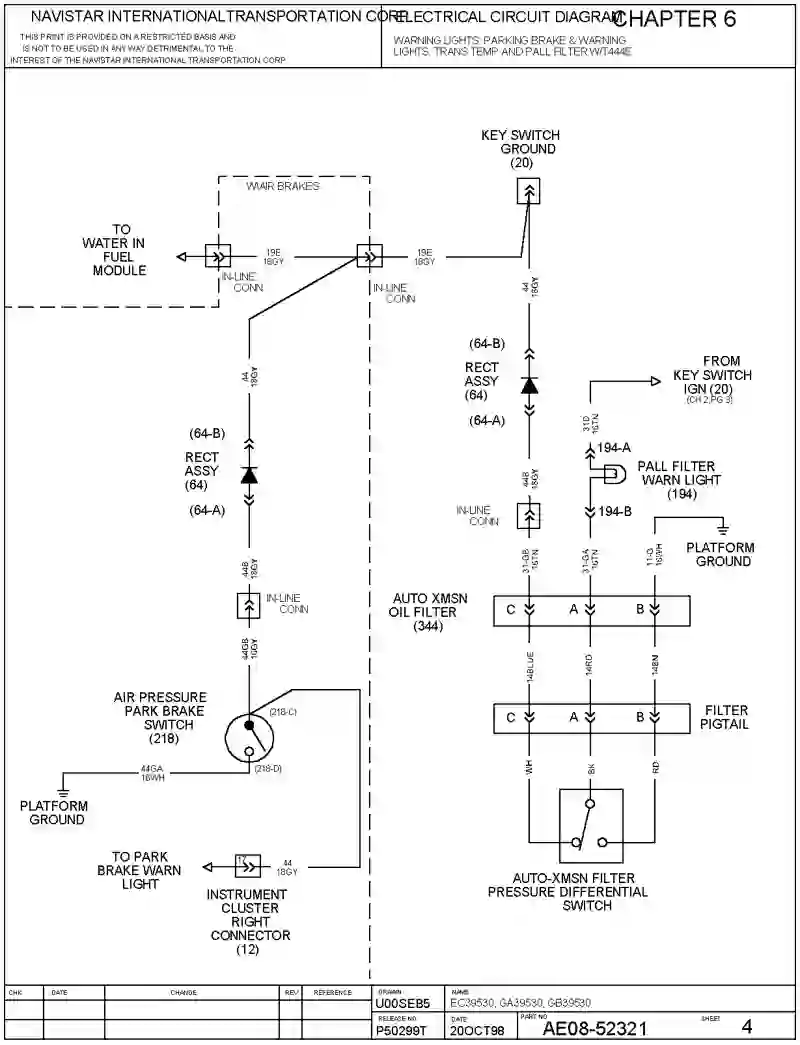 NAVISTAR INTERNATIONAL TRANSPORTATION CORP.
THIS PRINT IS PROVIDED ON A RESTRICTED BASIS AND
IS NOT TO BE USED IN ANY WAY DETRIMENTAL TO THE
INTEREST OF THE NAVISTAR INTERNATIONAL TRANSPORTATION CORP
ELECTRICAL CIRCUIT DIAGRAM
CHAPTER 6
WARNING LIGHTS: PARKING BRAKE & WARNING
LIGHTS, TRANS TEMP AND PALL FILTER W/T444E
KEY SWITCH
GROUND
(20)
W/AIR BRAKES
TO
WATER IN
FUEL
MODULE
19E
18GY
IN-LINE
CONN
19E
18GY
IN-LINE
CONN
44
18GY
44
18GY
(64-B)
RECT
ASSY
(64)
(64-A)
(64-B)
RECT
ASSY
(64)
(64-A)
FROM
KEY SWITCH
IGN (20)
(CH 2,PG 3)
31D
16TN
194-A
PALL FILTER
WARN LIGHT
(194)
194-B
44B
18GY
IN-LINE
CONN
PLATFORM
GROUND
31-GB
16TN
31-GA
16TN
11-G
16WH
44B
18GY
IN-LINE
CONN
44GB
16GY
AUTO XMSN
OIL FILTER
(344)
C
A
B
14BLUE
14RD
14BN
AIR PRESSURE
PARK BRAKE
SWITCH
(218)
(218-C)
(218-D)
FILTER
PIGTAIL
C
A
B
WH
BK
RD
44GA
16WH
PLATFORM
GROUND
TO PARK
BRAKE WARN
LIGHT
17
44
18GY
INSTRUMENT
CLUSTER
RIGHT
CONNECTOR
(12)
AUTO-XMSN FILTER
PRESSURE DIFFERENTIAL
SWITCH
CHK
DATE
CHANGE
REV
REFERENCE
DRAWN
U00SEB5
NAME
EC39530, GA39530, GB39530
RELEASE NO.
P50299T
DATE
20OCT98
PART NO
AE08-52321
SHEET
4